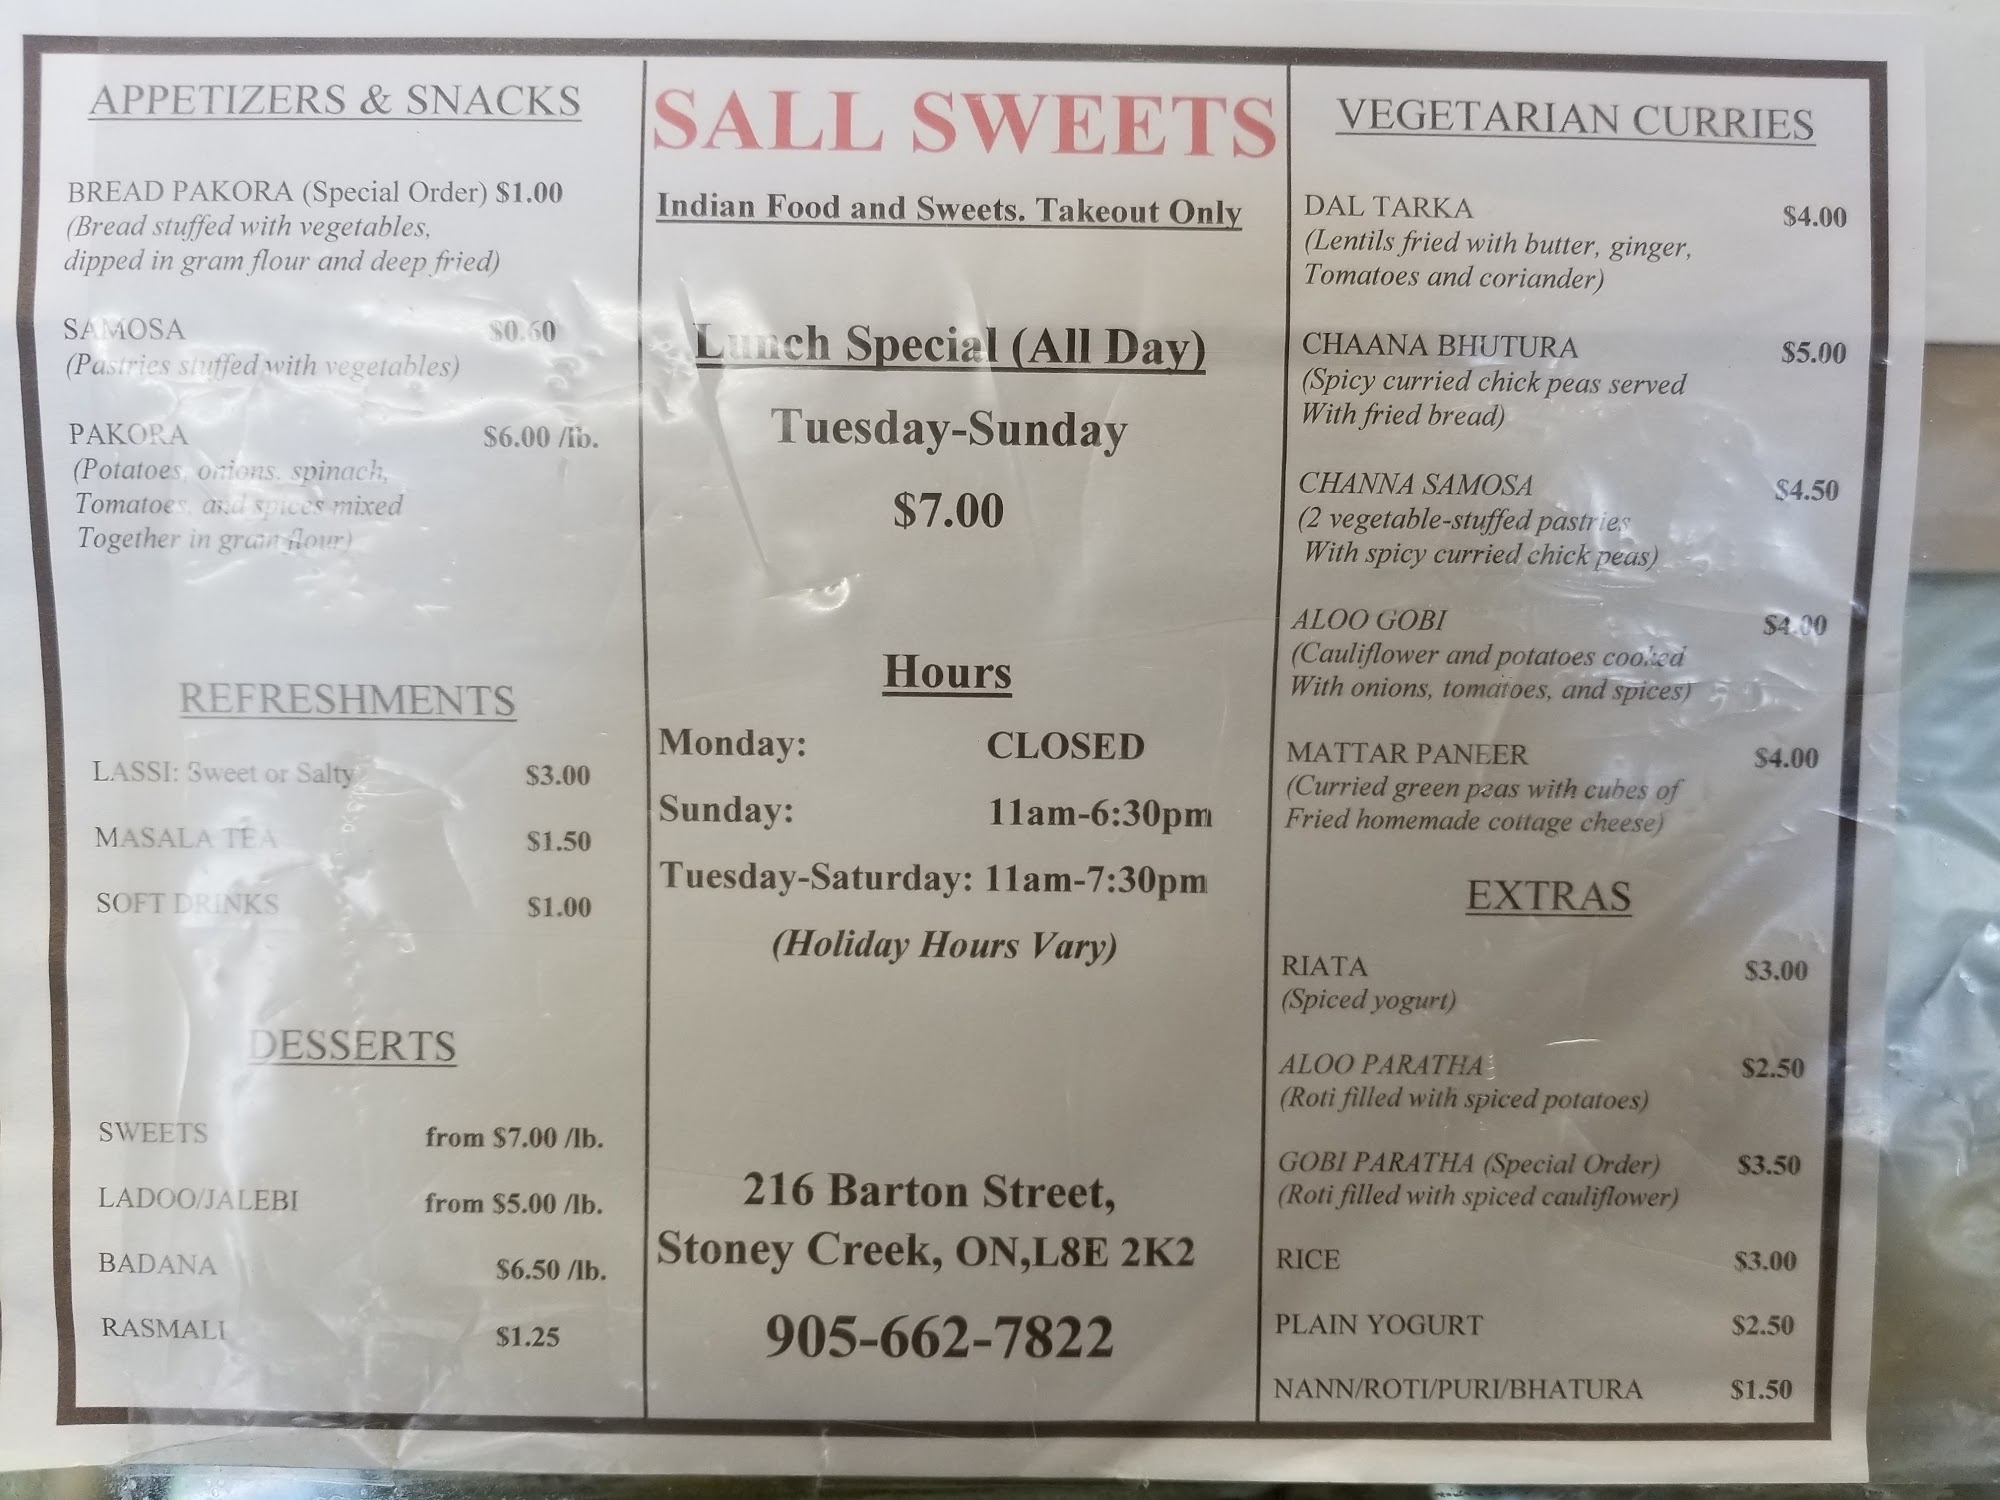 APPETIZERS & SNACKS
BREAD PAKORA (Special Order) $1.00
(Bread stuffed with vegetables,
dipped in gram flour and deep fried)
SAMOSA $0.60
(Pastries stuffed with vegetables)
PAKORA $6.00 /lb.
(Potatoes, onions, spinach,
Tomatoes, and spices mixed
Together in gram flour)
REFRESHMENTS
LASSI: Sweet or Salty $3.00
MASALA TEA $1.50
SOFT DRINKS $1.00
DESSERTS
SWEETS from $7.00 /lb.
LADOO/JALEBI from $5.00 /lb.
BADANA $6.50 /lb.
RASMALI $1.25
SALL SWEETS
Indian Food and Sweets. Takeout Only
Lunch Special (All Day)
Tuesday-Sunday
$7.00
Hours
Monday: CLOSED
Sunday: 11am-6:30pm
Tuesday-Saturday: 11am-7:30pm
(Holiday Hours Vary)
216 Barton Street,
Stoney Creek, ON,L8E 2K2
905-662-7822
VEGETARIAN CURRIES
DAL TARKA $4.00
(Lentils fried with butter, ginger,
Tomatoes and coriander)
CHAANA BHUTURA $5.00
(Spicy curried chick peas served
With fried bread)
CHANNA SAMOSA $4.50
(2 vegetable-stuffed pastries
With spicy curried chick peas)
ALOO GOBI $4.00
(Cauliflower and potatoes cooked
With onions, tomatoes, and spices)
MATTAR PANEER $4.00
(Curried green peas with cubes of
Fried homemade cottage cheese)
EXTRAS
RIATA $3.00
(Spiced yogurt)
ALOO PARATHA $2.50
(Roti filled with spiced potatoes)
GOBI PARATHA (Special Order) $3.50
(Roti filled with spiced cauliflower)
RICE $3.00
PLAIN YOGURT $2.50
NANN/ROTI/PURI/BHATURA $1.50